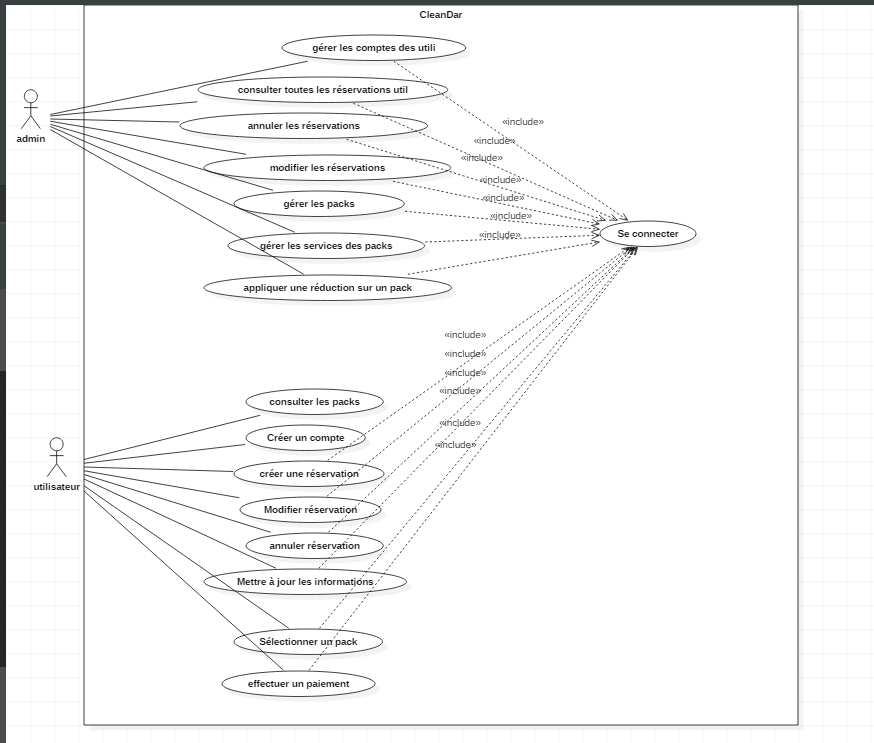 CleanDar
gérer les comptes des utili
consulter toutes les réservations util
annuler les réservations
modifier les réservations
gérer les packs
gérer les services des packs
appliquer une réduction sur un pack
admin
«include»
«include»
«include»
«include»
«include»
«include»
«include»
Se connecter
«include»
«include»
«include»
«include»
«include»
«include»
consulter les packs
Créer un compte
créer une réservation
Modifier réservation
annuler réservation
Mettre à jour les informations
Sélectionner un pack
effectuer un paiement
utilisateur